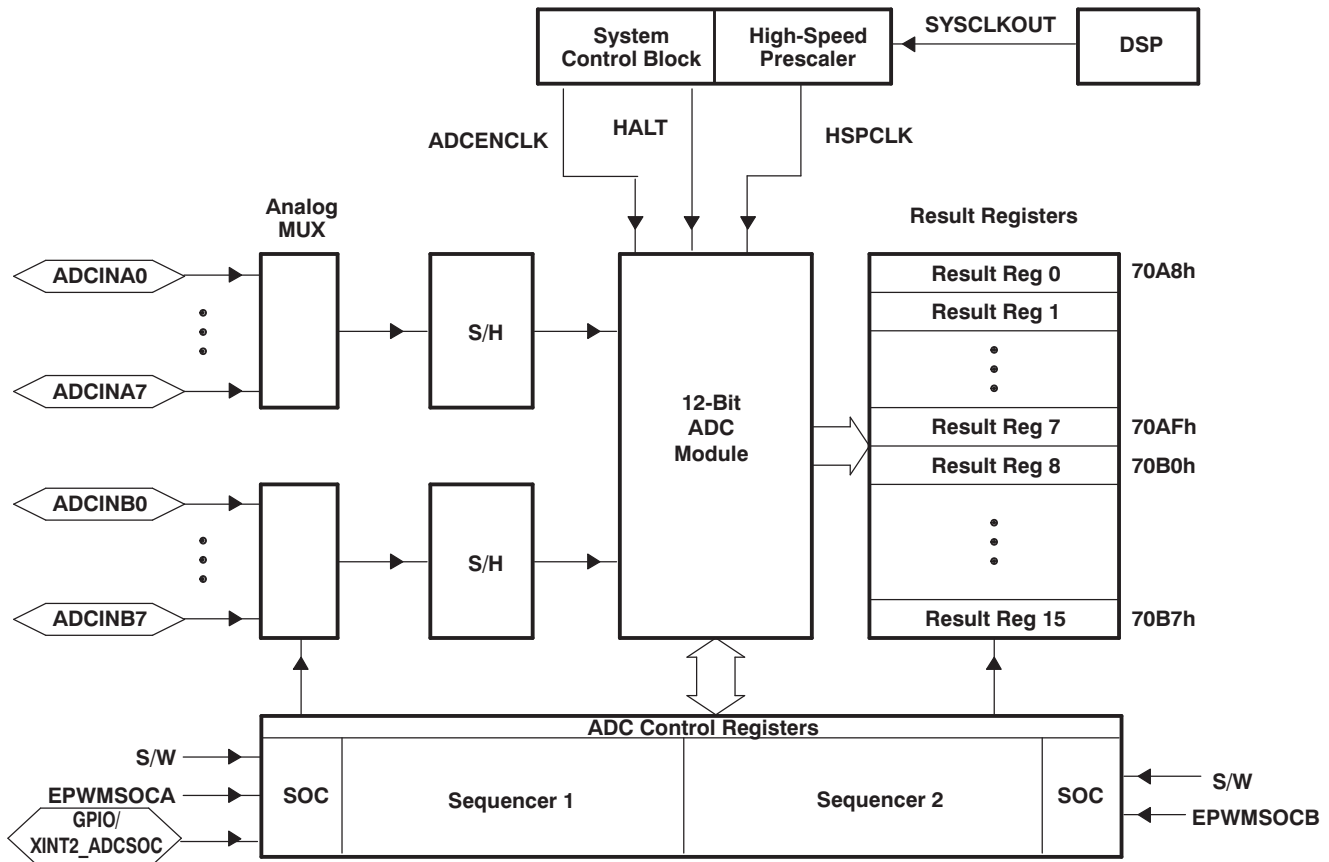 System
Control Block
High-Speed
Prescaler
SYSCLKOUT
DSP
ADCENCLK
HALT
HSPCLK
Analog
MUX
Result Registers
ADCINA0
ADCINA7
S/H
12-Bit
ADC
Module
Result Reg 0
70A8h
Result Reg 1
Result Reg 7
70AFh
Result Reg 8
70B0h
ADCINB0
ADCINB7
S/H
Result Reg 15
70B7h
ADC Control Registers
S/W
EPWMSOCA
GPIO/
XINT2_ADCSOC
SOC
Sequencer 1
Sequencer 2
SOC
S/W
EPWMSOCB